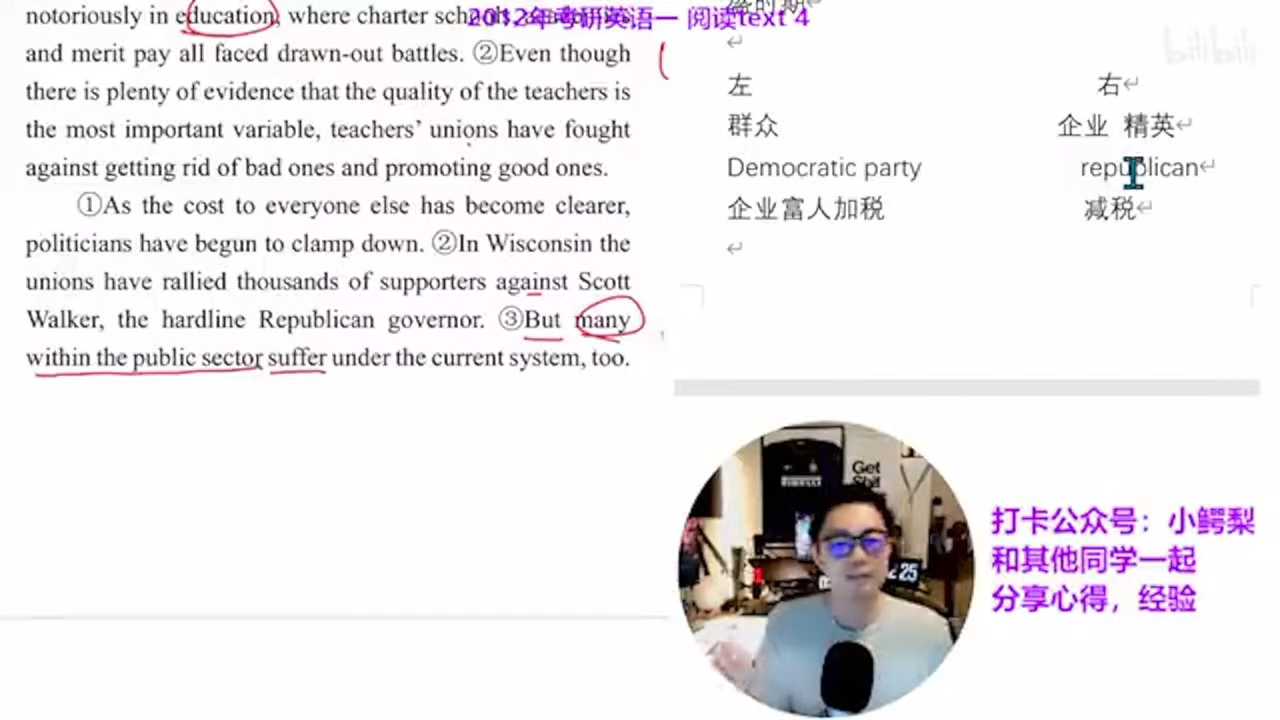 2012年考研英语一 阅读text 4
notoriously in education, where charter
and merit pay all faced drawn-out battles. ②Even though
there is plenty of evidence that the quality of the teachers is
the most important variable, teachers' unions have fought
against getting rid of bad ones and promoting good ones.
①As the cost to everyone else has become clearer,
politicians have begun to clamp down. ②In Wisconsin the
unions have rallied thousands of supporters against Scott
Walker, the hardline Republican governor. ③But many
within the public sector suffer under the current system, too.
bilibili
左 右
群众 企业 精英
Democratic party republican
企业富人加税 减税
Get
25
打卡公众号：小鳄梨
和其他同学一起
分享心得，经验